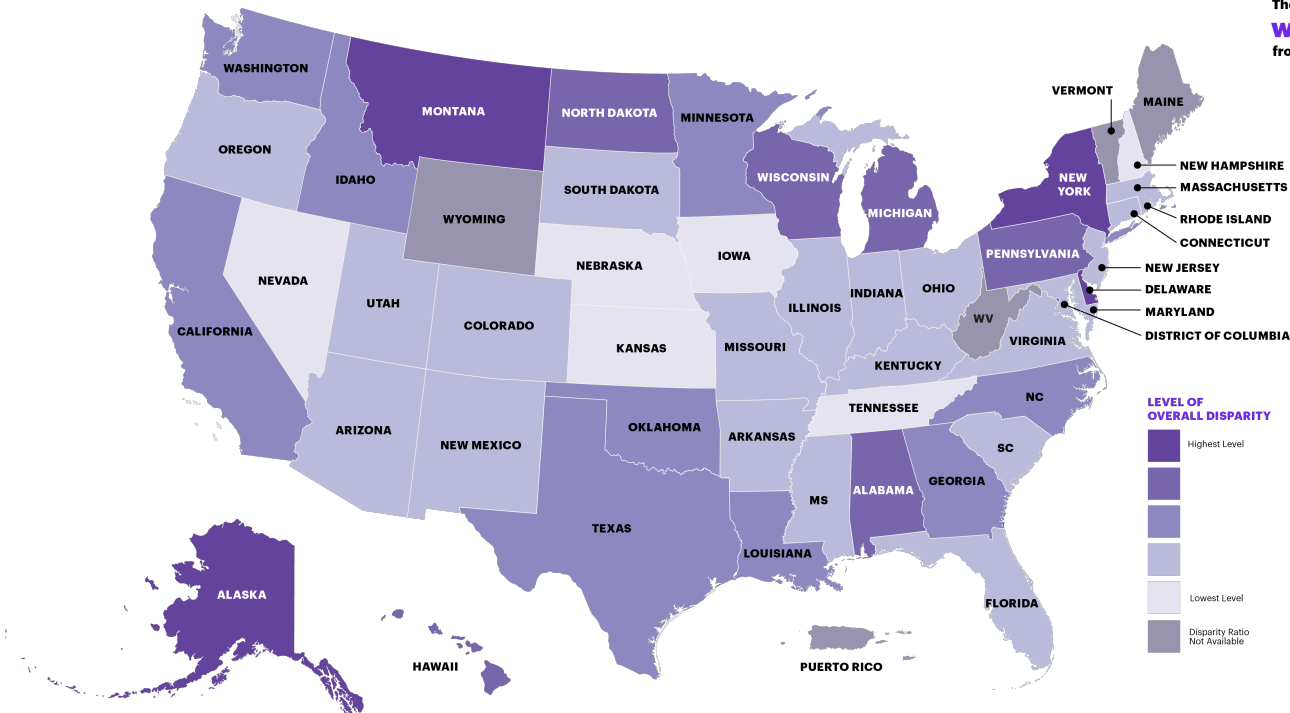 The
W
fro
VERMONT
MAINE
WASHINGTON
MONTANA
NORTH DAKOTA
MINNESOTA
OREGON
IDAHO
WISCONSIN
NEW HAMPSHIRE
SOUTH DAKOTA
NEW
YORK
MASSACHUSETTS
WYOMING
MICHIGAN
RHODE ISLAND
CONNECTICUT
NEBRASKA
IOWA
PENNSYLVANIA
NEW JERSEY
NEVADA
UTAH
ILLINOIS
INDIANA
OHIO
DELAWARE
MARYLAND
COLORADO
WV
CALIFORNIA
DISTRICT OF COLUMBIA
KANSAS
MISSOURI
VIRGINIA
KENTUCKY
NC
TENNESSEE
ARIZONA
NEW MEXICO
OKLAHOMA
ARKANSAS
SC
MS
ALABAMA
GEORGIA
TEXAS
LOUISIANA
FLORIDA
ALASKA
HAWAII
PUERTO RICO
LEVEL OF
OVERALL DISPARITY
Highest Level
Lowest Level
Disparity Ratio
Not Available